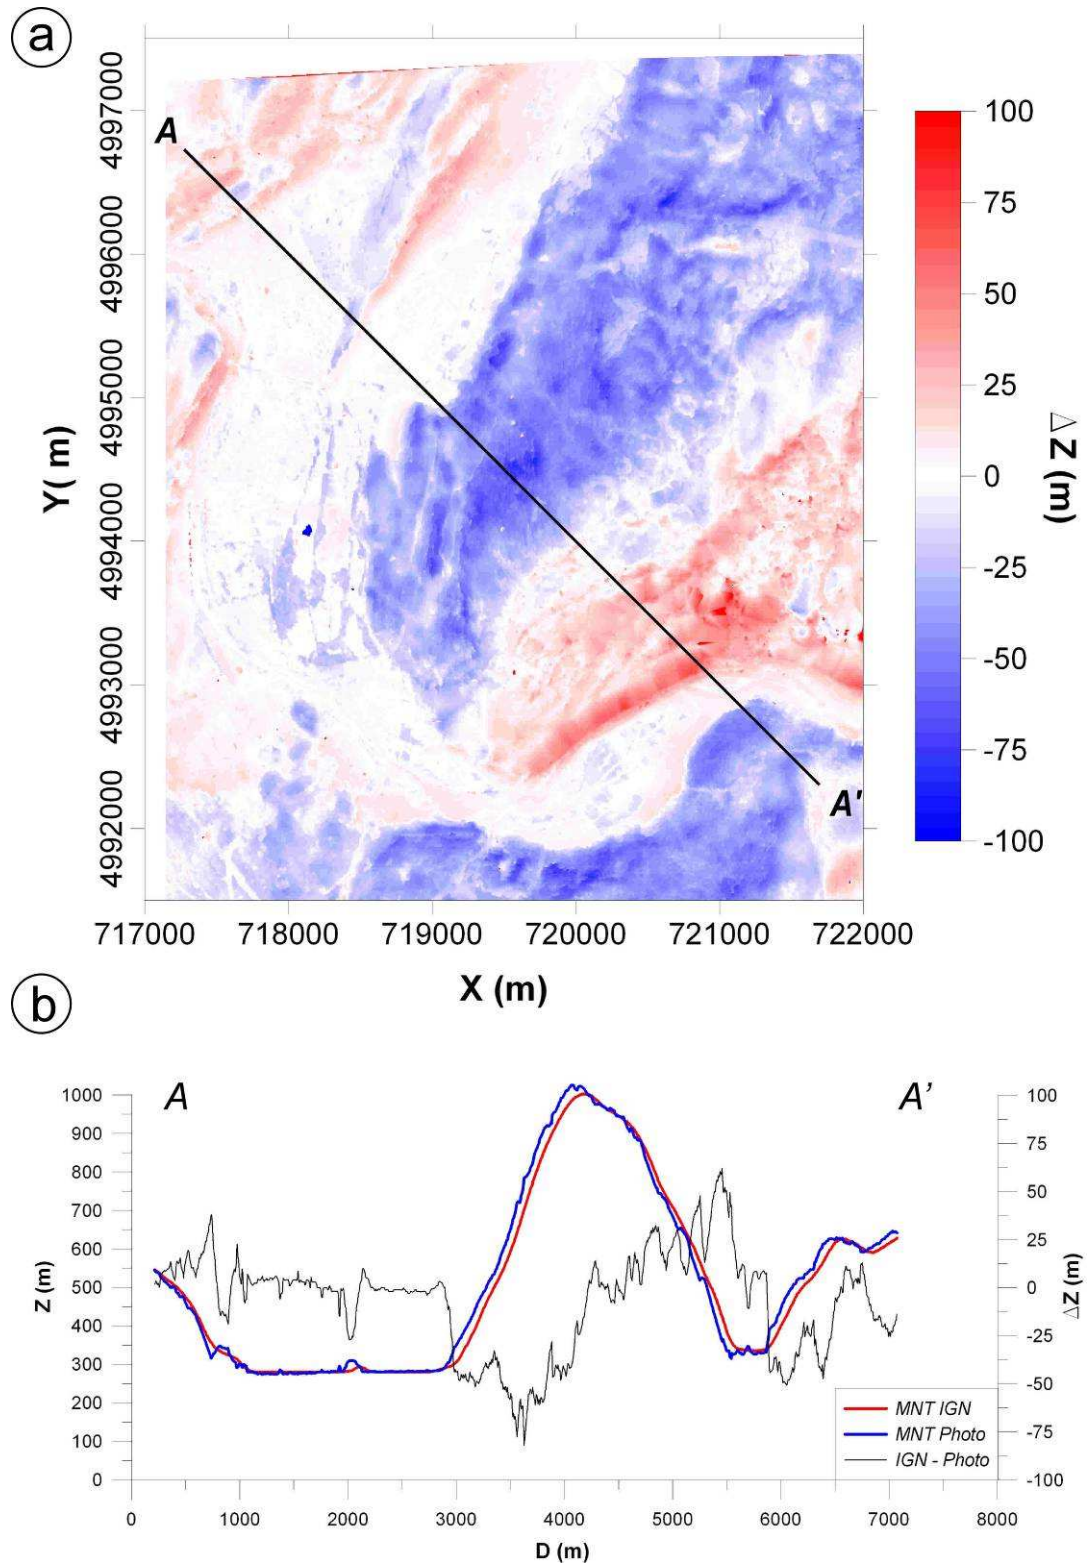 a
4997000
4996000
4995000
4994000
4993000
4992000
Y( m)
A
A'
717000 718000 719000 720000 721000 722000
X (m)
100
75
50
25
0
-25
-50
-75
-100
△ Z (m)
b
A A’
1000
900
800
700
600
500
400
300
200
100
0
Z (m)
100
75
50
25
0
-25
-50
-75
-100
△Z (m)
MNT IGN
MNT Photo
IGN - Photo
0 1000 2000 3000 4000 5000 6000 7000 8000
D (m)